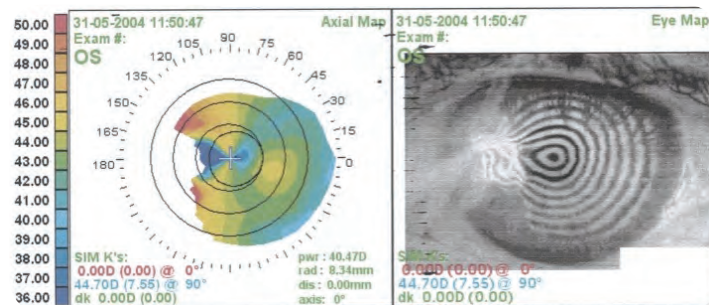 50.00
49.00
48.00
47.00
46.00
45.00
44.00
43.00
42.00
41.00
40.00
39.00
38.00
37.00
36.00
31-05-2004 11:50:47 Axial Map
Exam #:
OS
90
105 75
120 60
135 45
150 30
165 15
180 0
SIM K's:
0.00D (0.00) @ 0°
44.70D (7.55) @ 90°
dk 0.00D (0.00)
pwr : 40.47D
rad : 8.34mm
dis : 0.00mm
axis: 0°
31-05-2004 11:50:47 Eye Map
Exam #:
OS
SIM K's:
0.00D (0.00) @ 0°
44.70D (7.55) @ 90°
dk 0.00D (0.00)